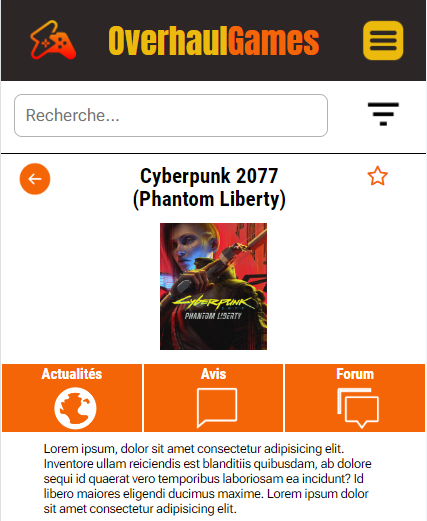 OverhaulGames
Recherche...
Cyberpunk 2077
(Phantom Liberty)
CYBERPUNK
PHANTOM LIBERTY
Actualités
Avis
Forum
Lorem ipsum, dolor sit amet consectetur adipisicing elit.
Inventore ullam reiciendis est blanditiis quibusdam, ab dolore
sequi id quaerat vero temporibus laboriosam ea incidunt? Id
libero maiores eligendi ducimus maxime. Lorem ipsum dolor
sit amet consectetur adipisicing elit.